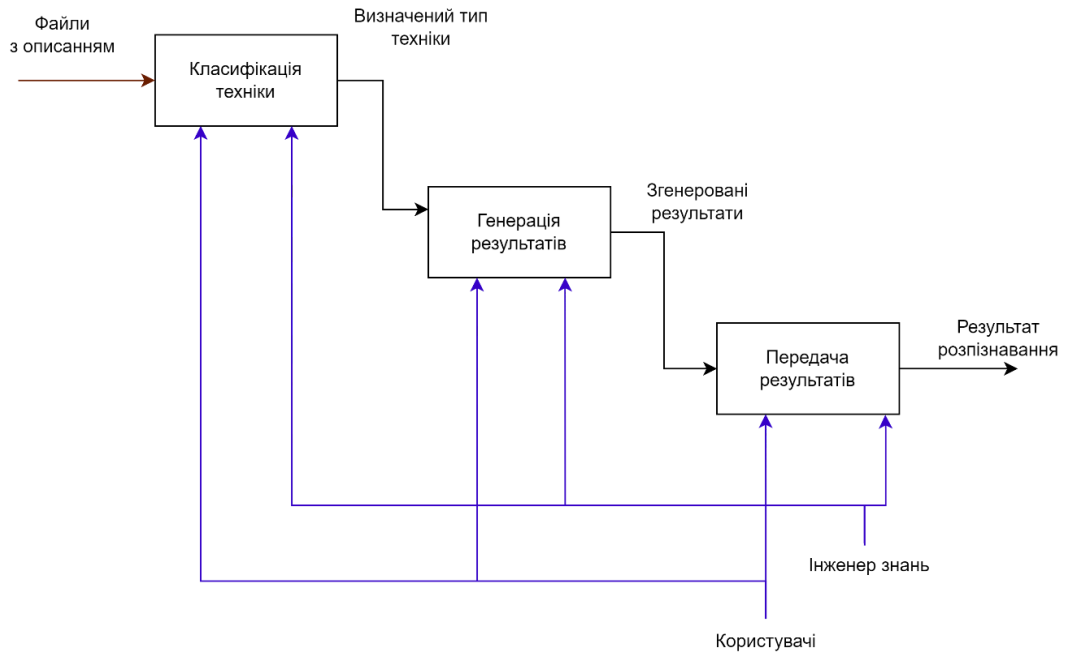 Файли
з описанням
Визначений тип
техніки
Класифікація
техніки
Згенеровані
результати
Генерація
результатів
Результат
розпізнавання
Передача
результатів
Інженер знань
Користувачі